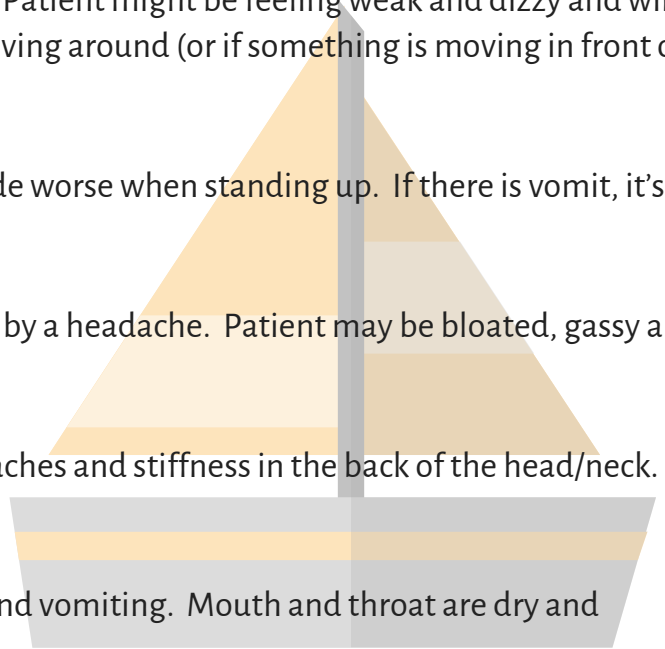 Patient might be feeling weak and dizzy and
ving around (or if something is moving in front
de worse when standing up. If there is vomit, it’s
by a headache. Patient may be bloated, gassy a
aches and stiffness in the back of the head/neck.
nd vomiting. Mouth and throat are dry and